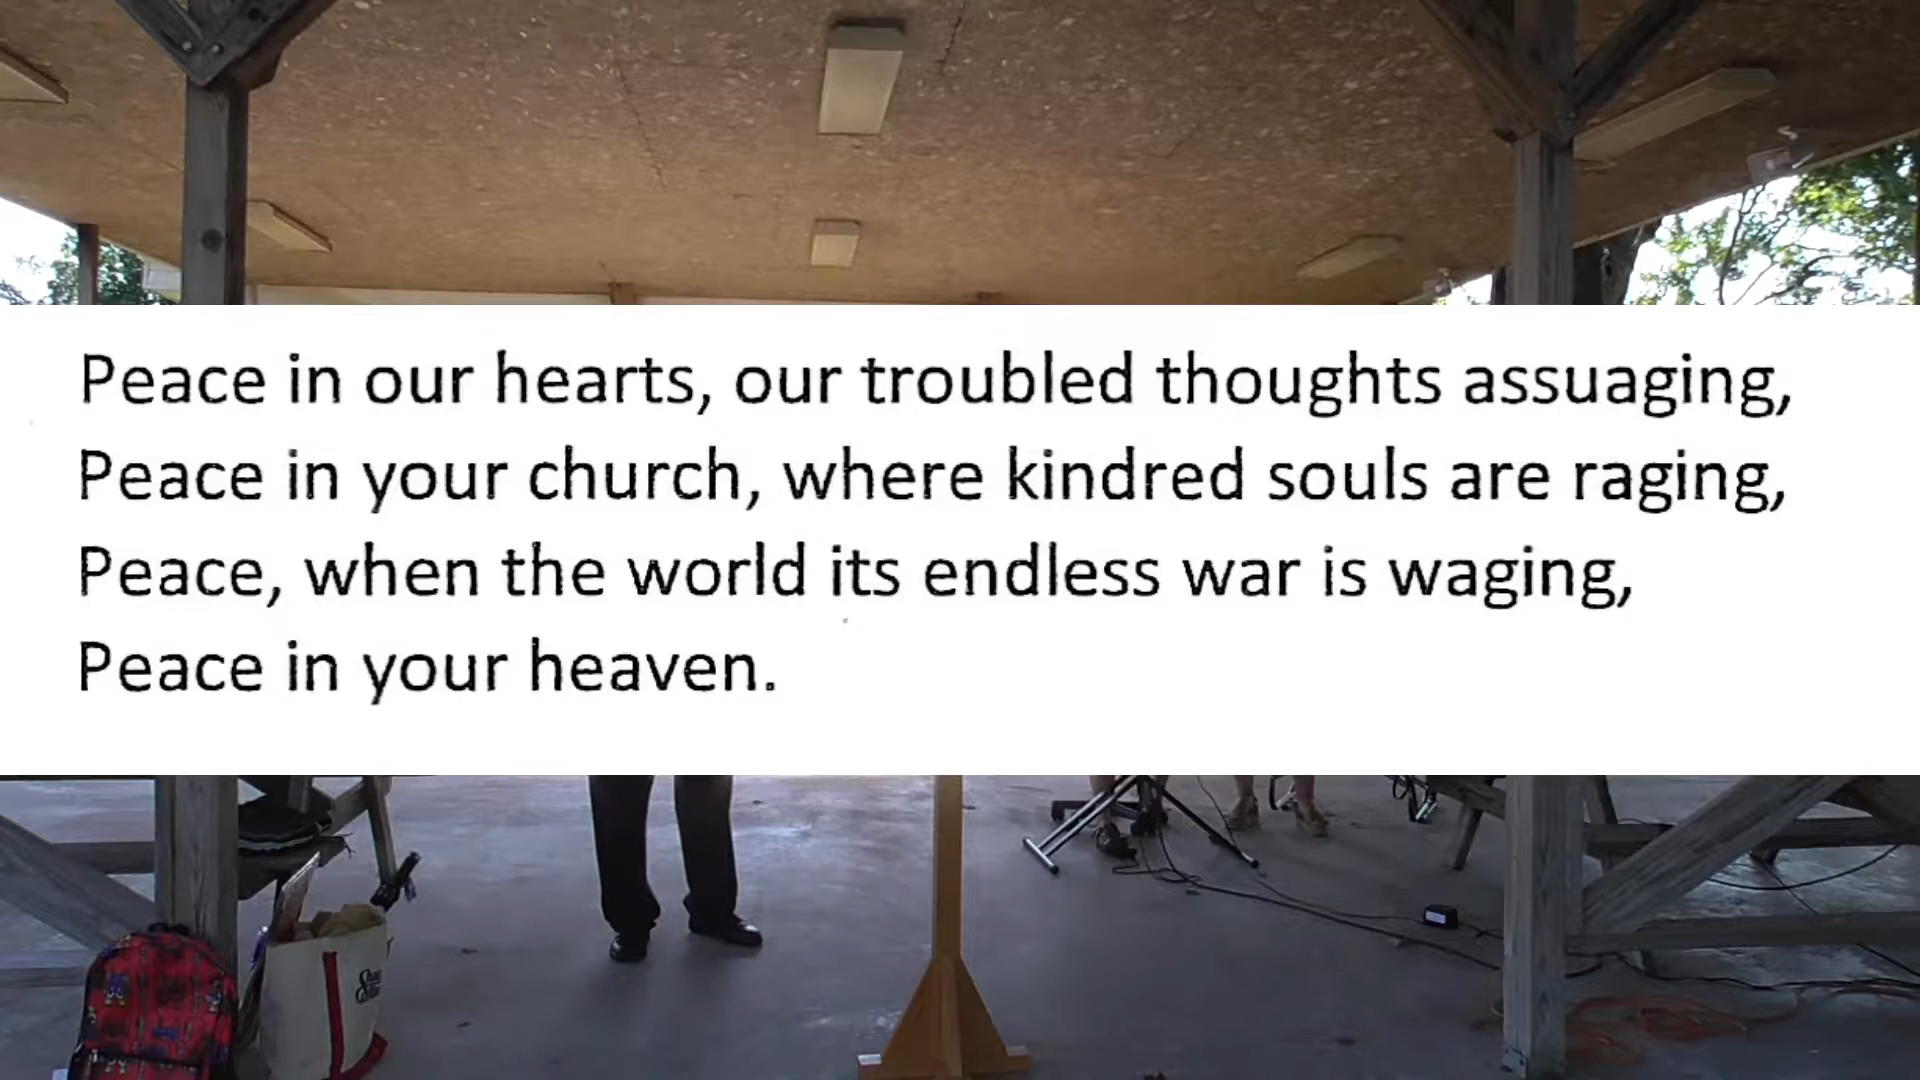 Peace in our hearts, our troubled thoughts assuaging,
Peace in your church, where kindred souls are raging,
Peace, when the world its endless war is waging,
Peace in your heaven.